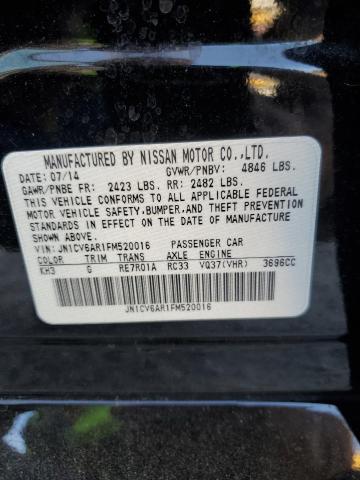 MANUFACTURED BY NISSAN MOTOR CO.,LTD.
DATE: 07/14 GVWR/PNBV: 4846 LBS.
GAWR/PNBE FR: 2423 LBS. RR: 2482 LBS.
THIS VEHICLE CONFORMS TO ALL APPLICABLE FEDERAL
MOTOR VEHICLE SAFETY,BUMPER,AND THEFT PREVENTION
STANDARDS IN EFFECT ON THE DATE OF MANUFACTURE
SHOWN ABOVE.
VIN: JN1CV6AR1FM520016 PASSENGER CAR
COLOR TRIM TRANS AXLE ENGINE
KH3 G RE7R01A RC33 VQ37(VHR) 3696CC
JN1CV6AR1FM520016